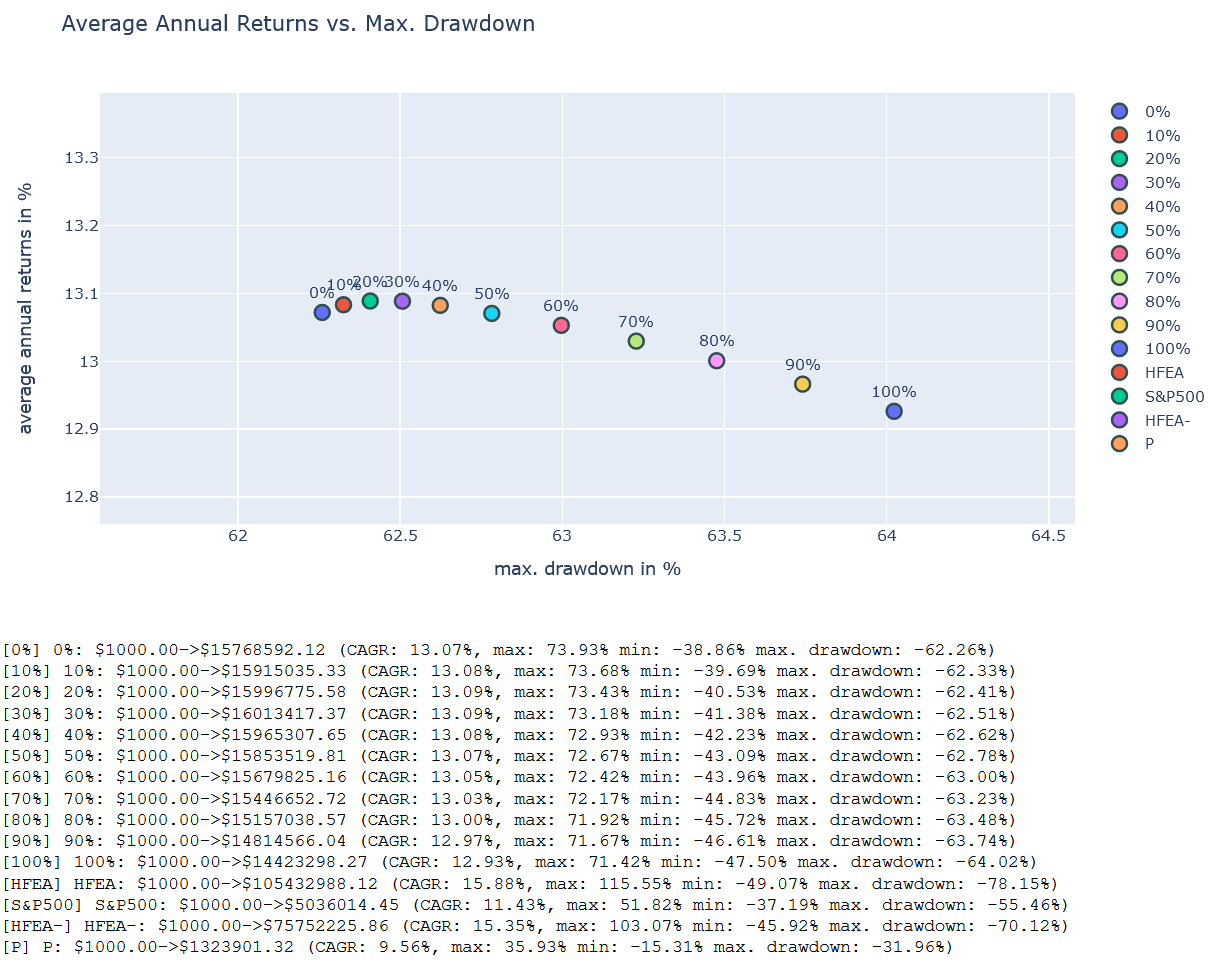 Average Annual Returns vs. Max. Drawdown
13.3
13.2
13.1
13
12.9
12.8
average annual returns in %
0%
10%
20%
30%
40%
50%
60%
70%
80%
90%
100%
62
62.5
63
63.5
64
64.5
max. drawdown in %
0%
10%
20%
30%
40%
50%
60%
70%
80%
90%
100%
HFEA
S&P500
HFEA-
P
[0%] 0%: $1000.00->$15768592.12 (CAGR: 13.07%, max: 73.93% min: -38.86% max. drawdown: -62.26%)
[10%] 10%: $1000.00->$15915035.33 (CAGR: 13.08%, max: 73.68% min: -39.69% max. drawdown: -62.33%)
[20%] 20%: $1000.00->$15996775.58 (CAGR: 13.09%, max: 73.43% min: -40.53% max. drawdown: -62.41%)
[30%] 30%: $1000.00->$16013417.37 (CAGR: 13.09%, max: 73.18% min: -41.38% max. drawdown: -62.51%)
[40%] 40%: $1000.00->$15965307.65 (CAGR: 13.08%, max: 72.93% min: -42.23% max. drawdown: -62.62%)
[50%] 50%: $1000.00->$15853519.81 (CAGR: 13.07%, max: 72.67% min: -43.09% max. drawdown: -62.78%)
[60%] 60%: $1000.00->$15679825.16 (CAGR: 13.05%, max: 72.42% min: -43.96% max. drawdown: -63.00%)
[70%] 70%: $1000.00->$15446652.72 (CAGR: 13.03%, max: 72.17% min: -44.83% max. drawdown: -63.23%)
[80%] 80%: $1000.00->$15157038.57 (CAGR: 13.00%, max: 71.92% min: -45.72% max. drawdown: -63.48%)
[90%] 90%: $1000.00->$14814566.04 (CAGR: 12.97%, max: 71.67% min: -46.61% max. drawdown: -63.74%)
[100%] 100%: $1000.00->$14423298.27 (CAGR: 12.93%, max: 71.42% min: -47.50% max. drawdown: -64.02%)
[HFEA] HFEA: $1000.00->$105432988.12 (CAGR: 15.88%, max: 115.55% min: -49.07% max. drawdown: -78.15%)
[S&P500] S&P500: $1000.00->$5036014.45 (CAGR: 11.43%, max: 51.82% min: -37.19% max. drawdown: -55.46%)
[HFEA-] HFEA-: $1000.00->$75752225.86 (CAGR: 15.35%, max: 103.07% min: -45.92% max. drawdown: -70.12%)
[P] P: $1000.00->$1323901.32 (CAGR: 9.56%, max: 35.93% min: -15.31% max. drawdown: -31.96%)